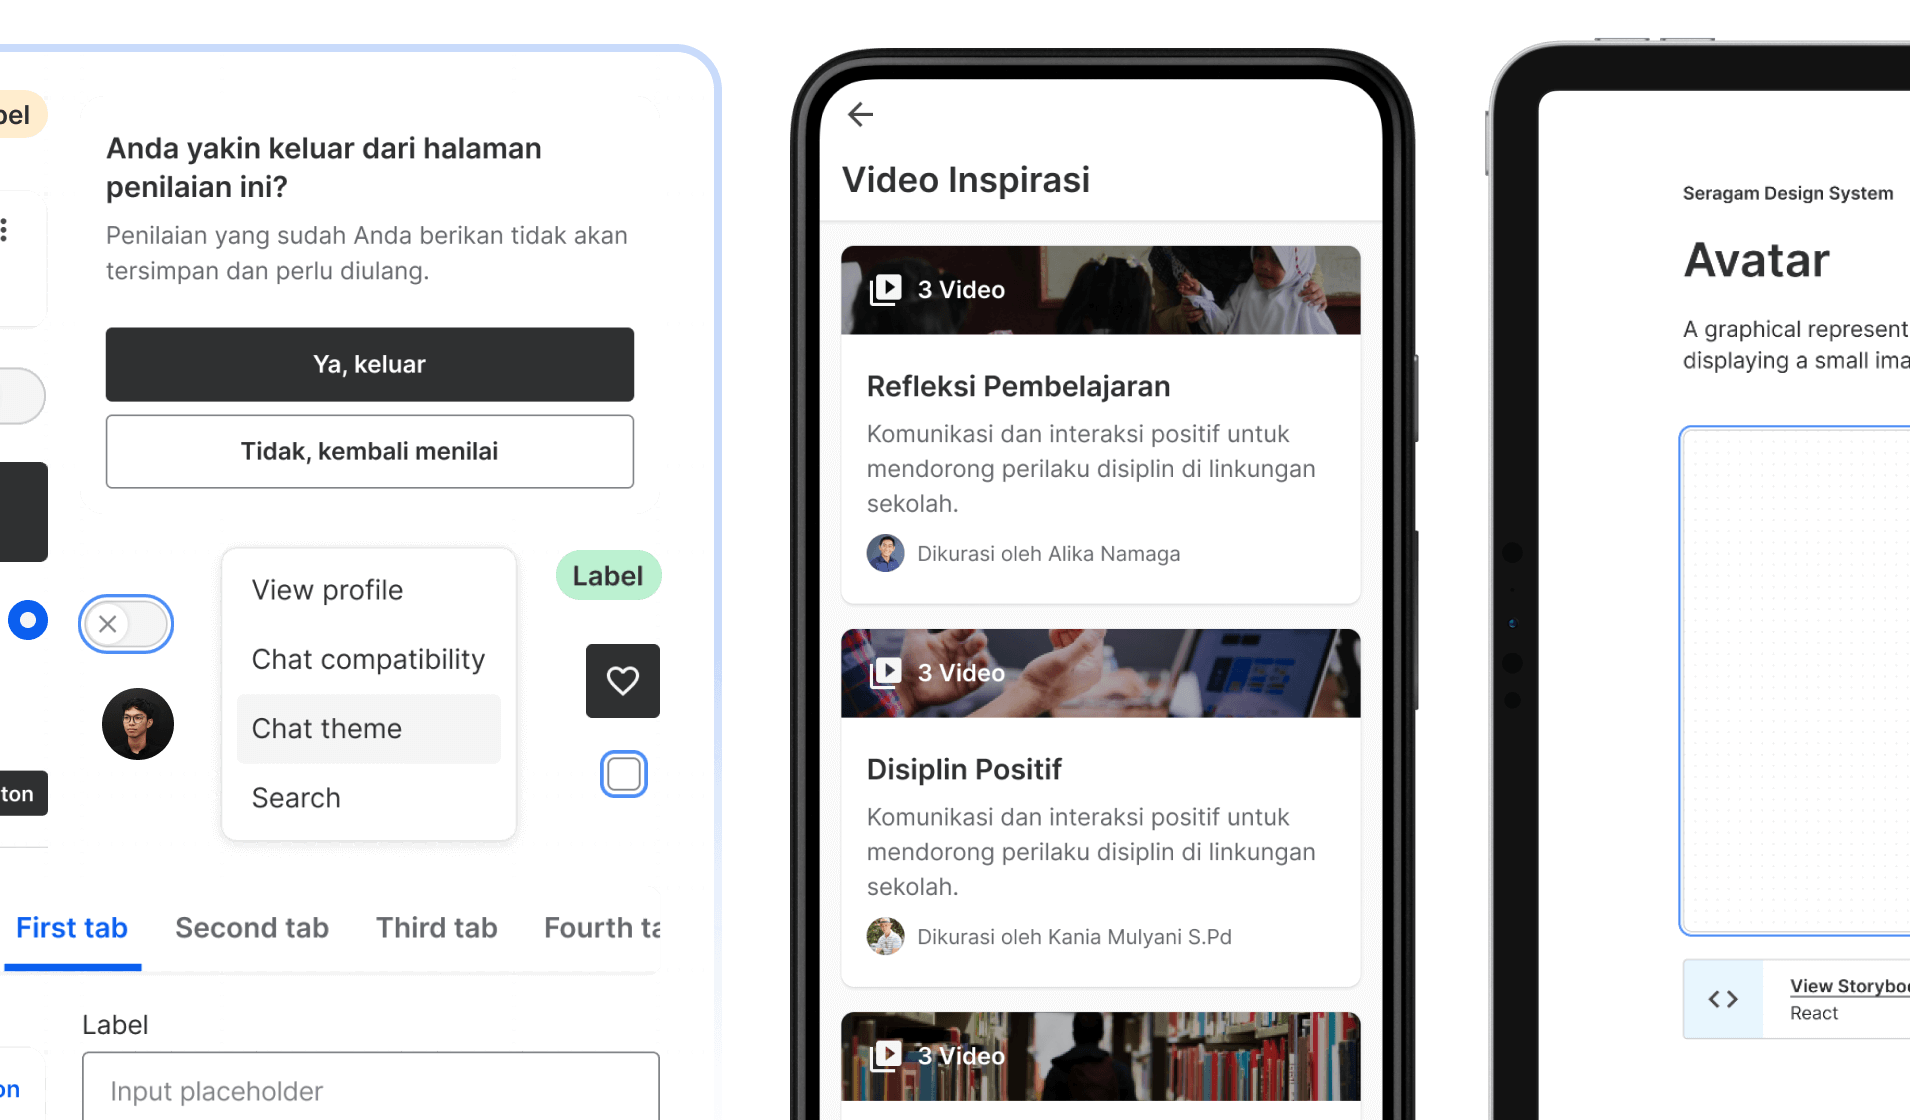 bel
Anda yakin keluar dari halaman
penilaian ini?
Penilaian yang sudah Anda berikan tidak akan
tersimpan dan perlu diulang.
Ya, keluar
Tidak, kembali menilai
View profile
Chat compatibility
Chat theme
Search
Label
ton
First tab
Second tab
Third tab
Fourth ta
Label
Input placeholder
on
Video Inspirasi
3 Video
Refleksi Pembelajaran
Komunikasi dan interaksi positif untuk
mendorong perilaku disiplin di linkungan
sekolah.
Dikurasi oleh Alika Namaga
3 Video
Disiplin Positif
Komunikasi dan interaksi positif untuk
mendorong perilaku disiplin di linkungan
sekolah.
Dikurasi oleh Kania Mulyani S.Pd
3 Video
Seragam Design System
Avatar
A graphical represent
displaying a small ima
View Storyboo
React